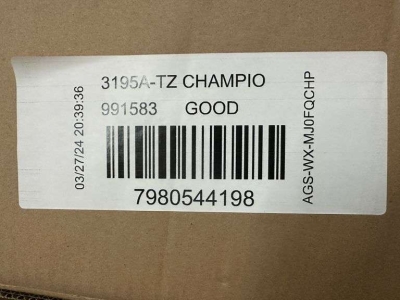 03/27/24 20:39:36
3195A-TZ CHAMPIO
991583 GOOD
7980544198
AGS-WX-MJ0FQCHP